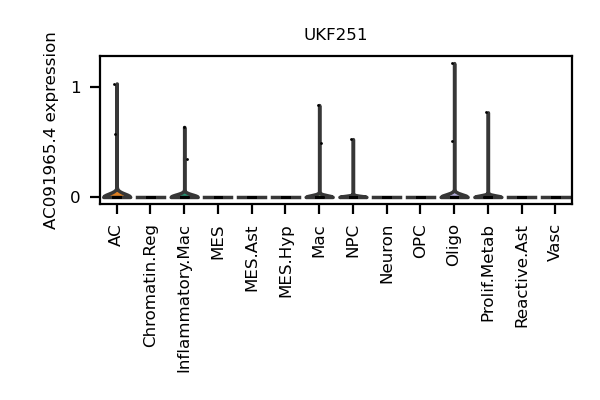 UKF251
AC091965.4 expression
1
0
AC
Chromatin.Reg
Inflammatory.Mac
MES
MES.Ast
MES.Hyp
Mac
NPC
Neuron
OPC
Oligo
Prolif.Metab
Reactive.Ast
Vasc